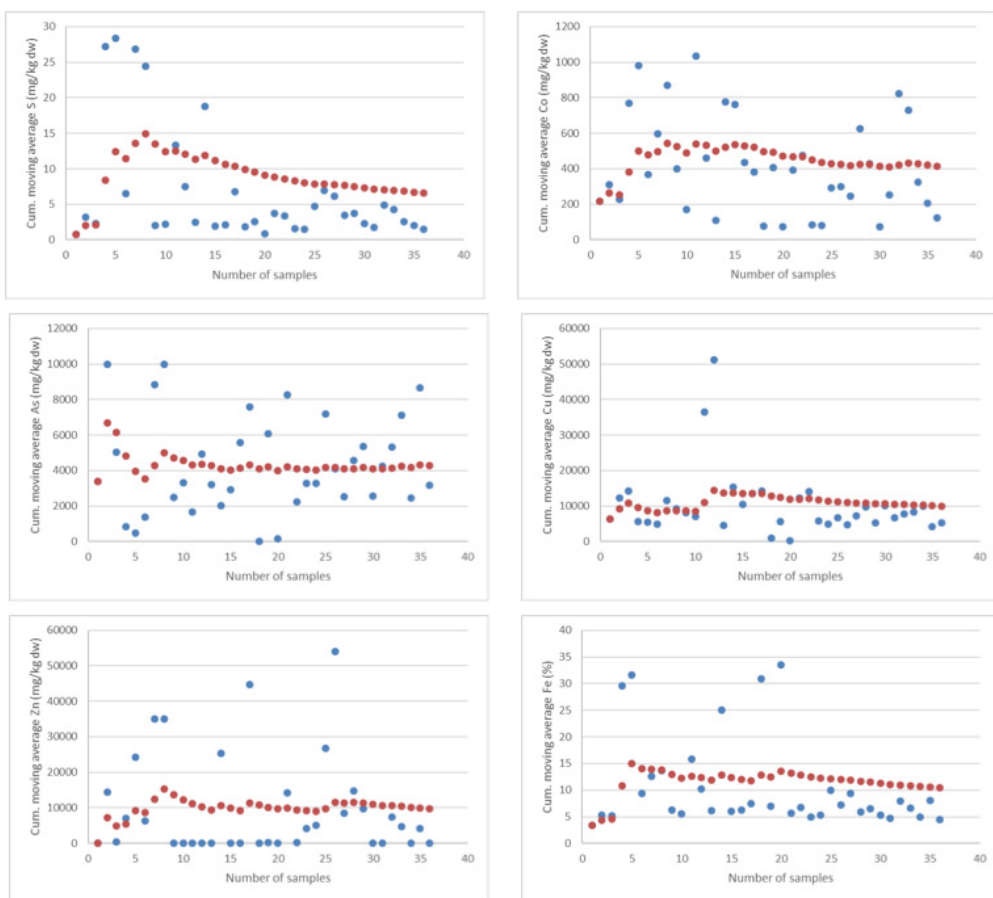 Cum. moving average S (mg/kg dw)
30
25
20
15
10
5
0
0 5 10 15 20 25 30 35 40
Number of samples
Cum. moving average Co (mg/kg dw)
1200
1000
800
600
400
200
0
0 5 10 15 20 25 30 35 40
Number of samples
Cum. moving average As (mg/kg dw)
12000
10000
8000
6000
4000
2000
0
0 5 10 15 20 25 30 35 40
Number of samples
Cum. moving average Cu (mg/kg dw)
60000
50000
40000
30000
20000
10000
0
0 5 10 15 20 25 30 35 40
Number of samples
Cum. moving average Zn (mg/kg dw)
60000
50000
40000
30000
20000
10000
0
0 5 10 15 20 25 30 35 40
Number of samples
Cum. moving average Fe (%)
40
35
30
25
20
15
10
5
0
0 5 10 15 20 25 30 35 40
Number of samples